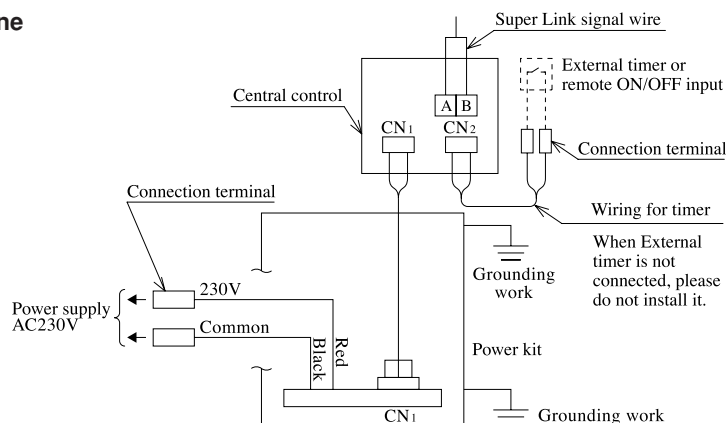 ne
Super Link signal wire
External timer or
remote ON/OFF input
Central control
A B
CN1
CN2
Connection terminal
Connection terminal
Wiring for timer
When External
timer is not
connected, please
do not install it.
Grounding
work
230V
Power supply
AC230V
Common
Black
Red
Power kit
CN1
Grounding work